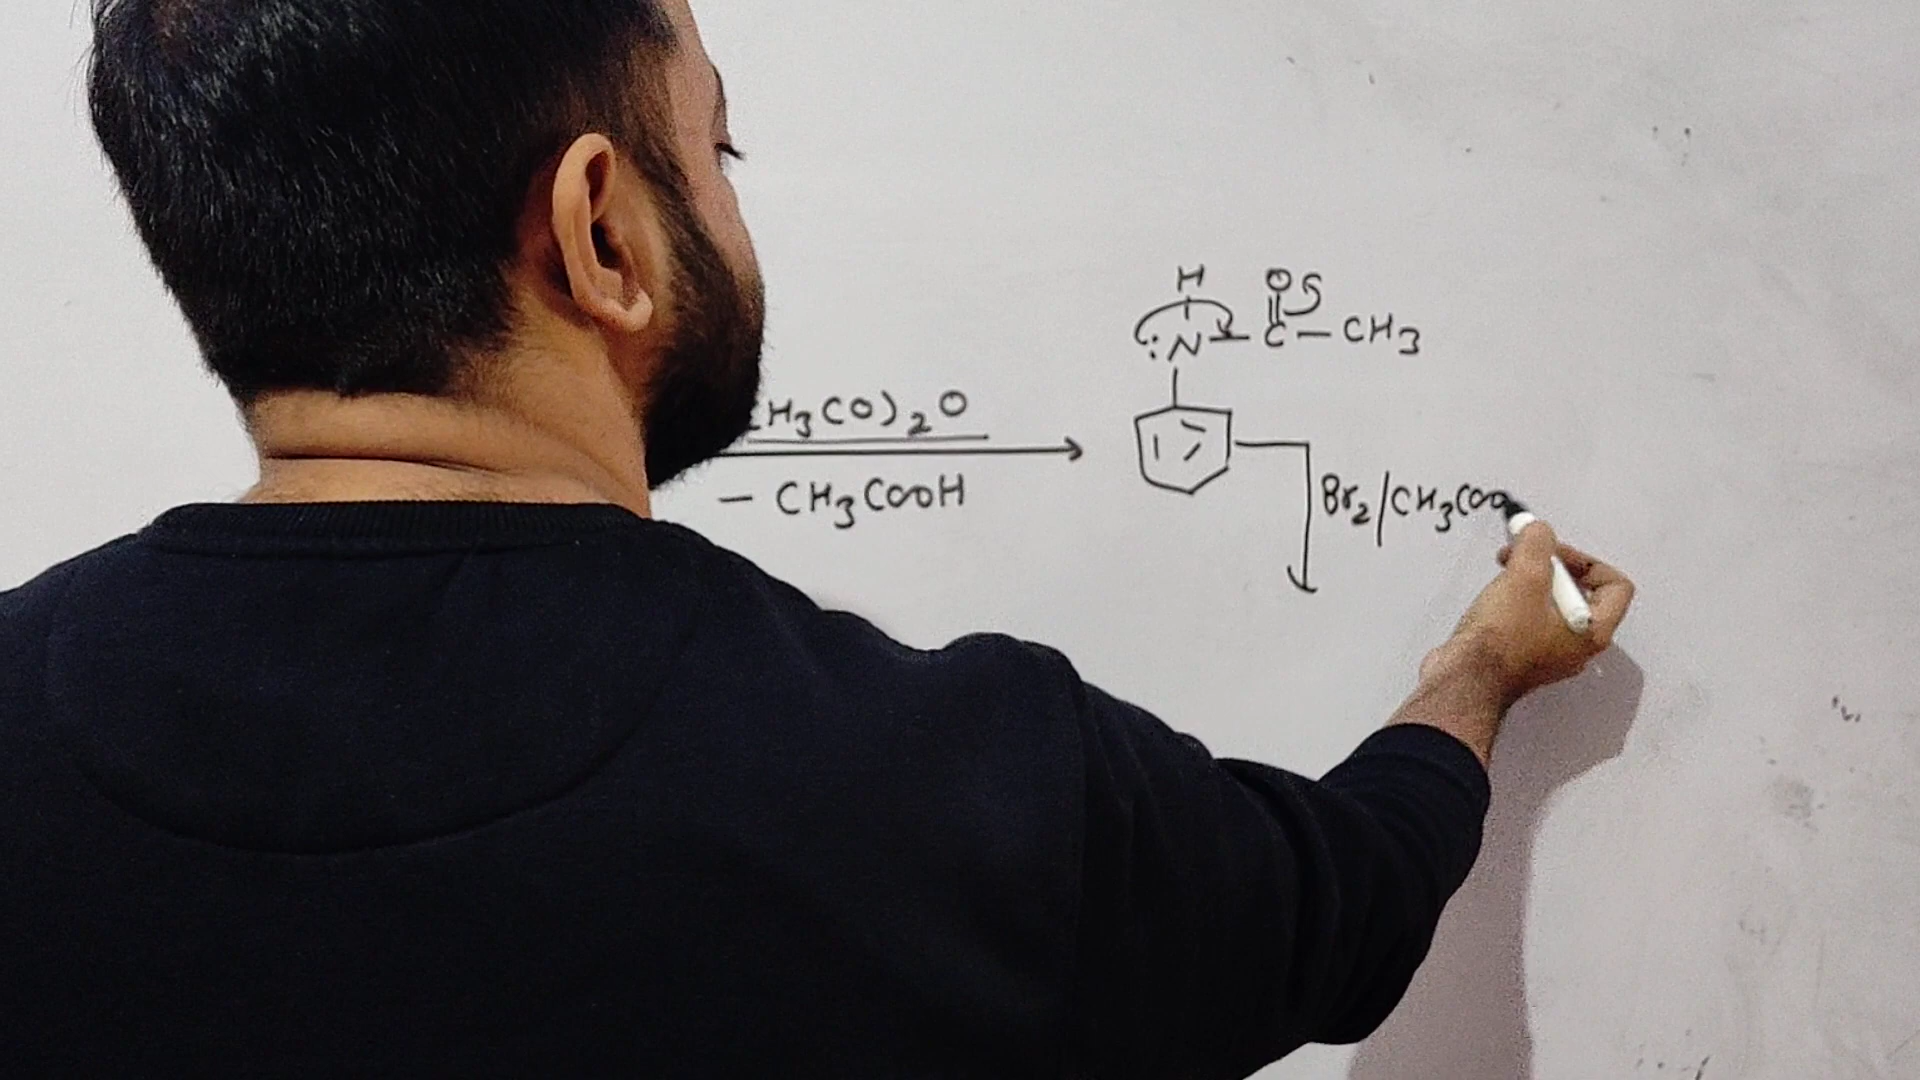 H O
:N – C – CH3
(CH3CO)2O
– CH3COOH
Br2/CH3COO